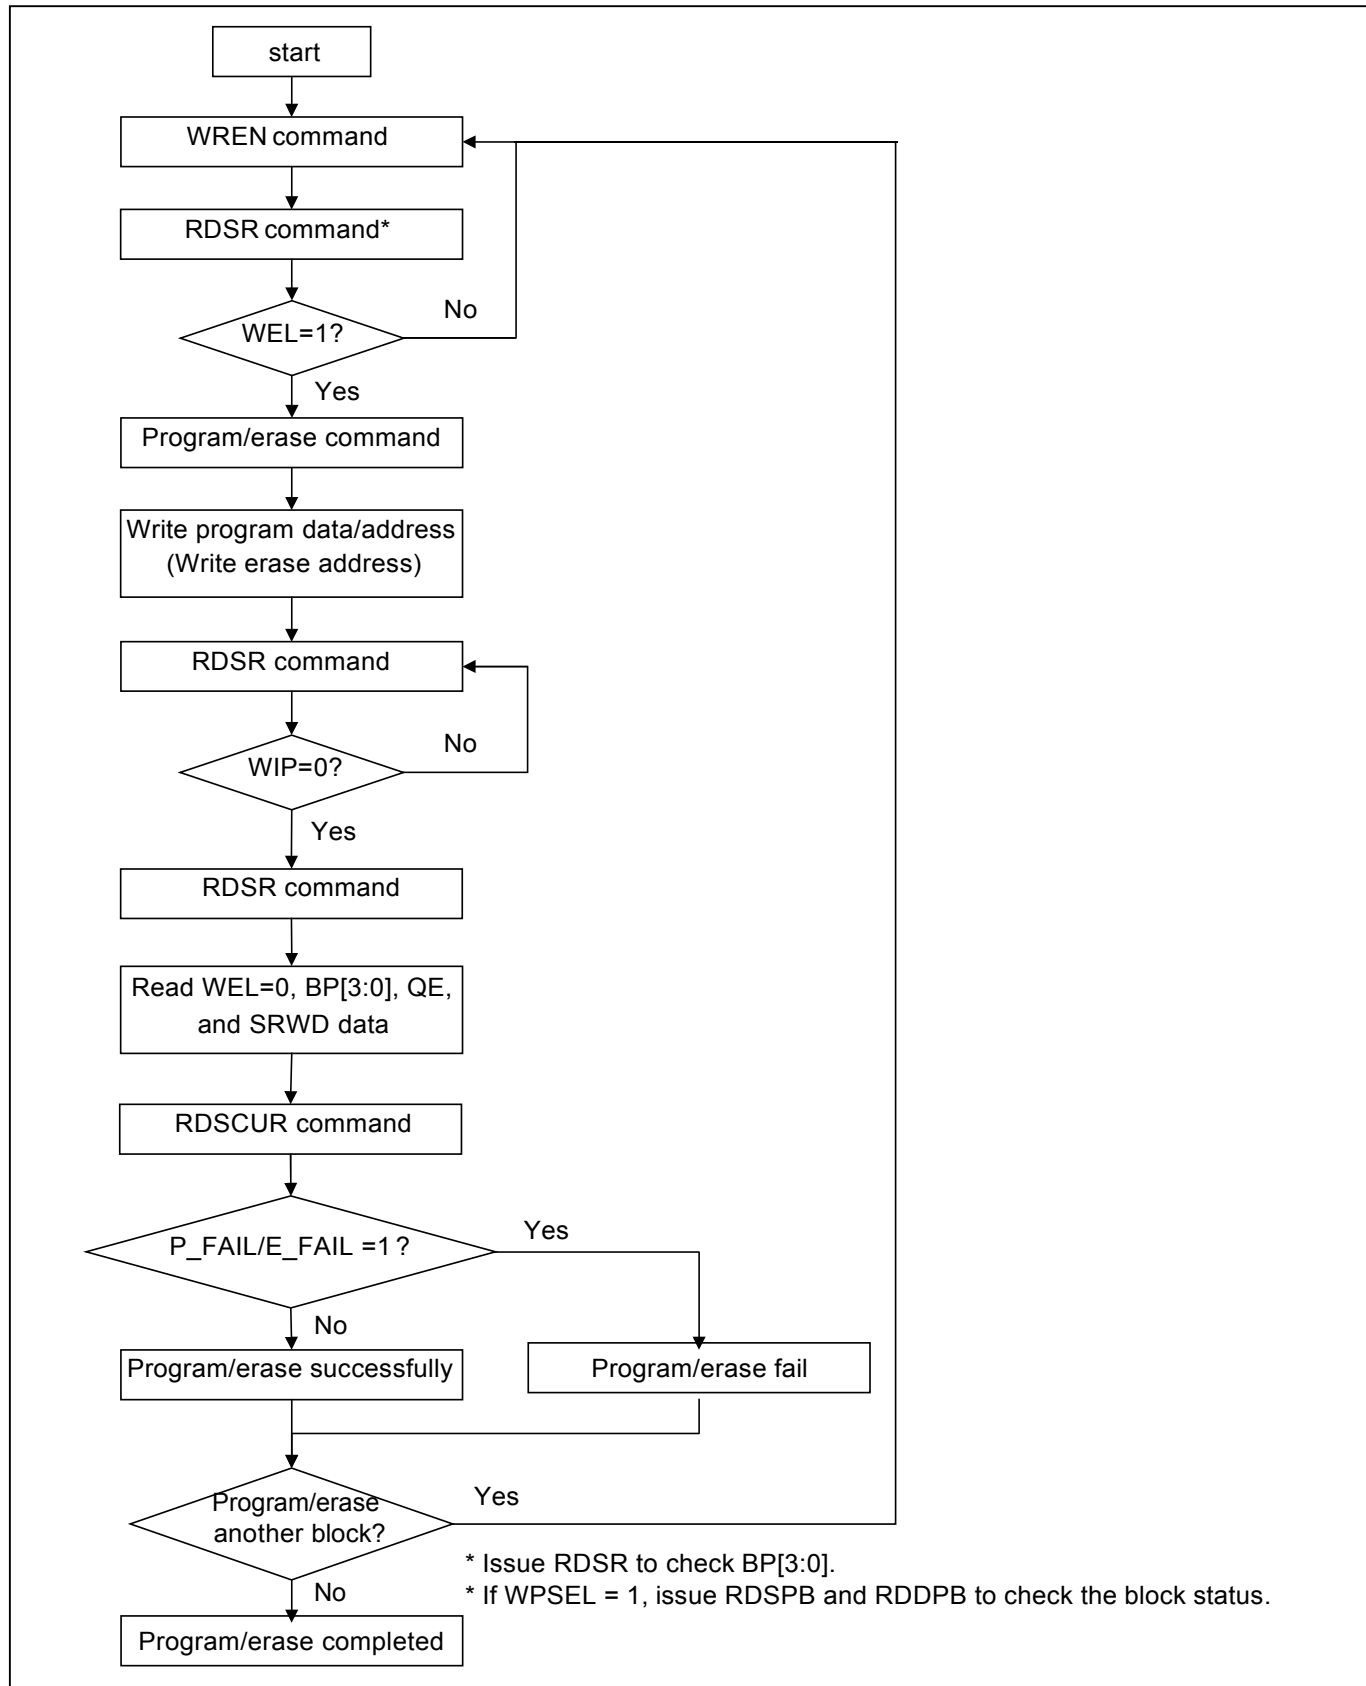 start
WREN command
RDSR command*
WEL=1?
No
Yes
Program/erase command
Write program data/address
(Write erase address)
RDSR command
WIP=0?
No
Yes
RDSR command
Read WEL=0, BP[3:0], QE,
and SRWD data
RDSCUR command
P_FAIL/E_FAIL =1 ?
Yes
No
Program/erase successfully
Program/erase fail
Program/erase
another block?
Yes
* Issue RDSR to check BP[3:0].
* If WPSEL = 1, issue RDSPB and RDDPB to check the block status.
No
Program/erase completed